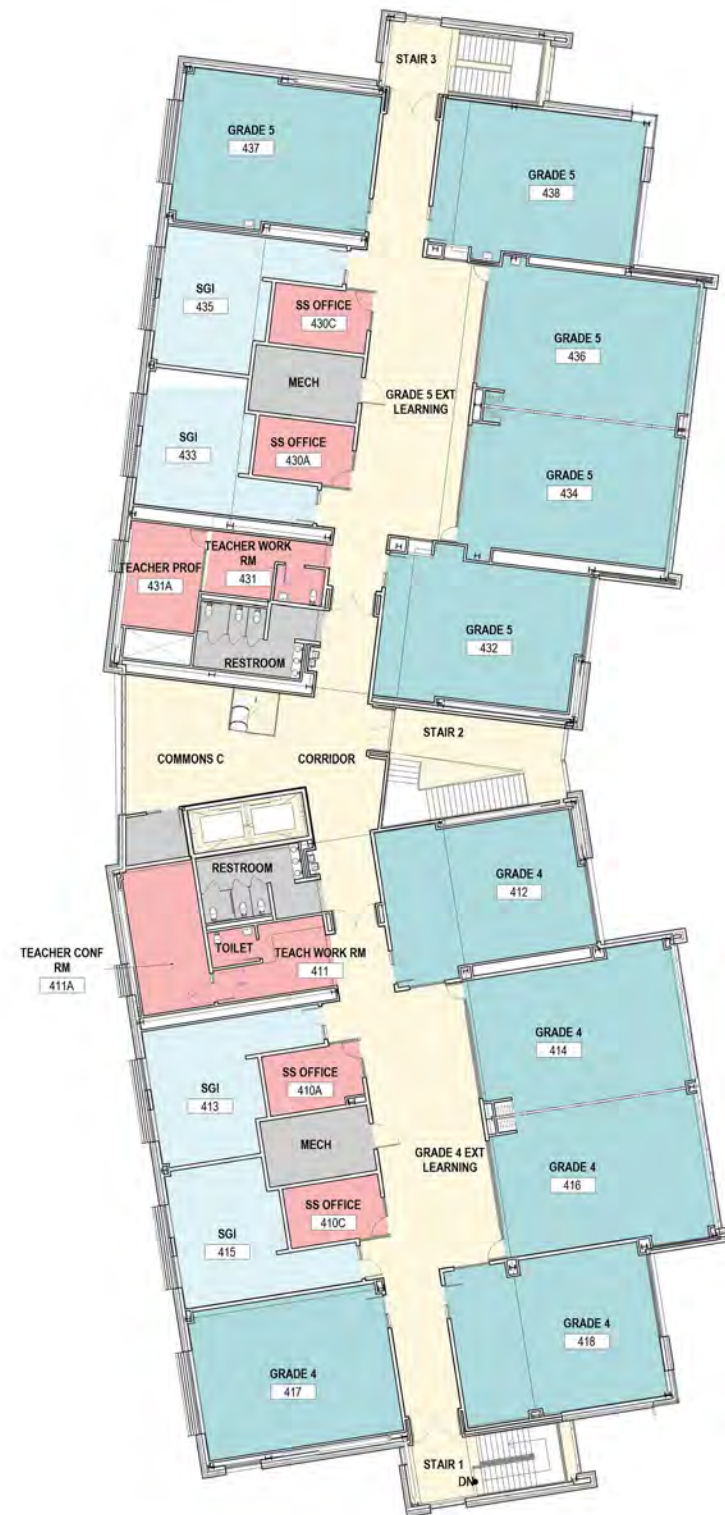 STAIR 3
GRADE 5
437
GRADE 5
438
SGI
435
SS OFFICE
430C
GRADE 5
436
MECH
GRADE 5 EXT
LEARNING
SGI
433
SS OFFICE
430A
GRADE 5
434
TEACHER PROF
431A
TEACHER WORK
RM
431
GRADE 5
432
RESTROOM
STAIR 2
COMMONS C
CORRIDOR
RESTROOM
GRADE 4
412
TOILET
TEACH WORK RM
411
TEACHER CONF
RM
411A
GRADE 4
414
SGI
413
SS OFFICE
410A
MECH
GRADE 4 EXT
LEARNING
GRADE 4
416
SS OFFICE
410C
SGI
415
GRADE 4
418
GRADE 4
417
STAIR 1
DN